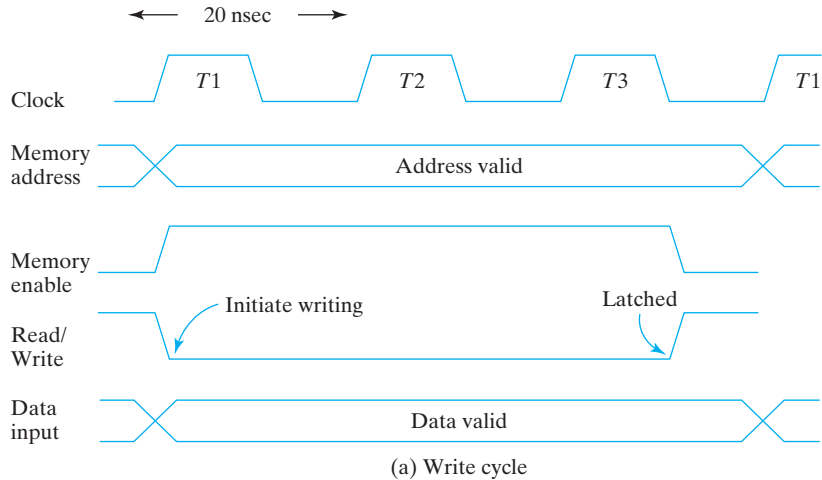 20 nsec
Clock
T1
T2
T3
T1
Memory
address
Address valid
Memory
enable
Read/
Write
Initiate writing
Latched
Data
input
Data valid
(a) Write cycle